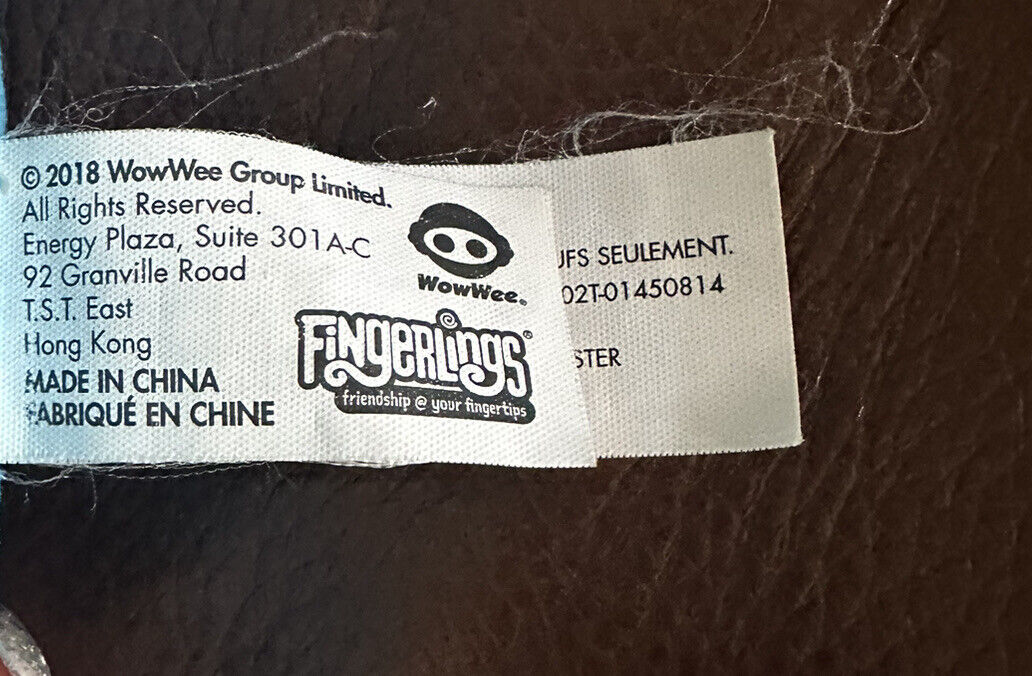 © 2018 WowWee Group Limited.
All Rights Reserved.
Energy Plaza, Suite 301A-C
92 Granville Road
T.S.T. East
Hong Kong
MADE IN CHINA
FABRIQUÉ EN CHINE
WowWee®
FiNgeRLiNgs®
friendship @ your fingertips
UFS SEULEMENT.
02T-01450814
STER